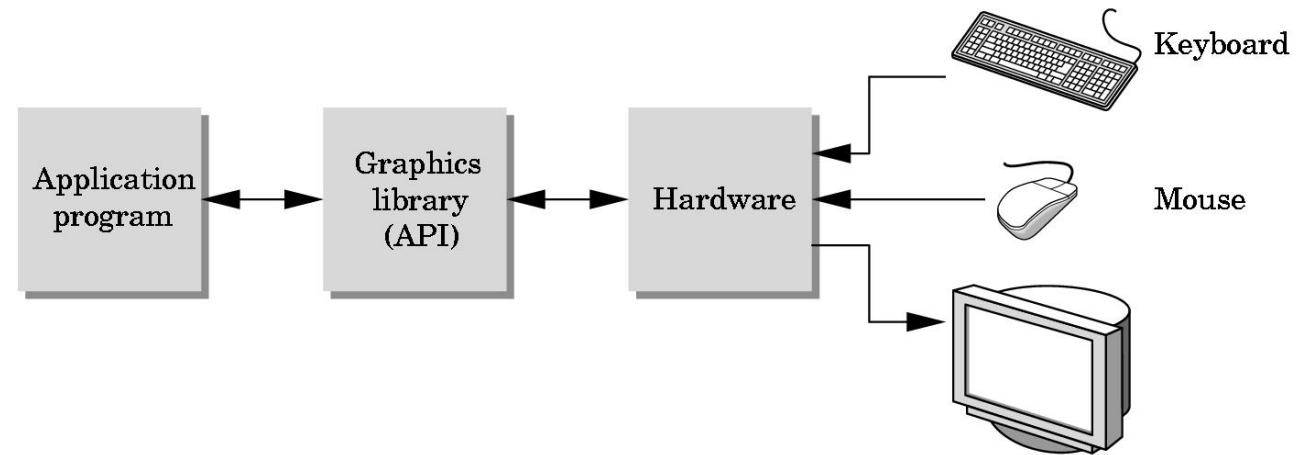 Application
program
Graphics
library
(API)
Hardware
Keyboard
Mouse